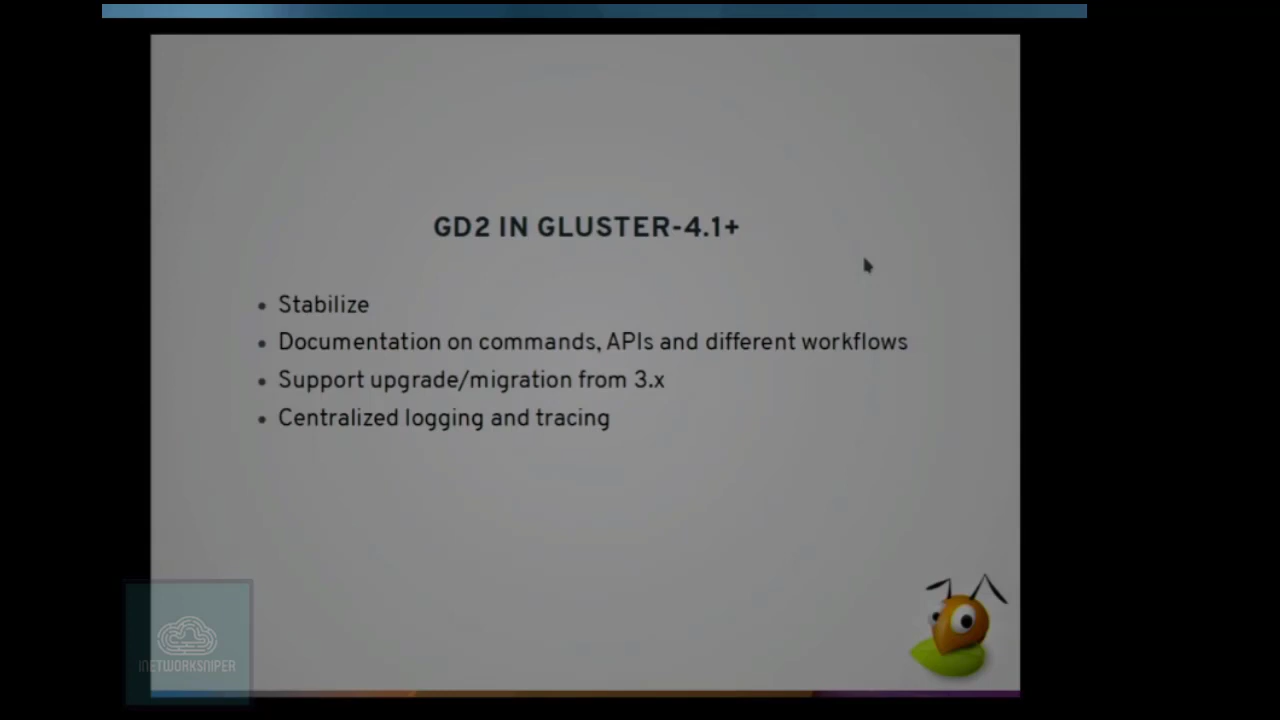 GD2 IN GLUSTER-4.1+
• Stabilize
• Documentation on commands, APIs and different workflows
• Support upgrade/migration from 3.x
• Centralized logging and tracing
INETWORKSNIPER